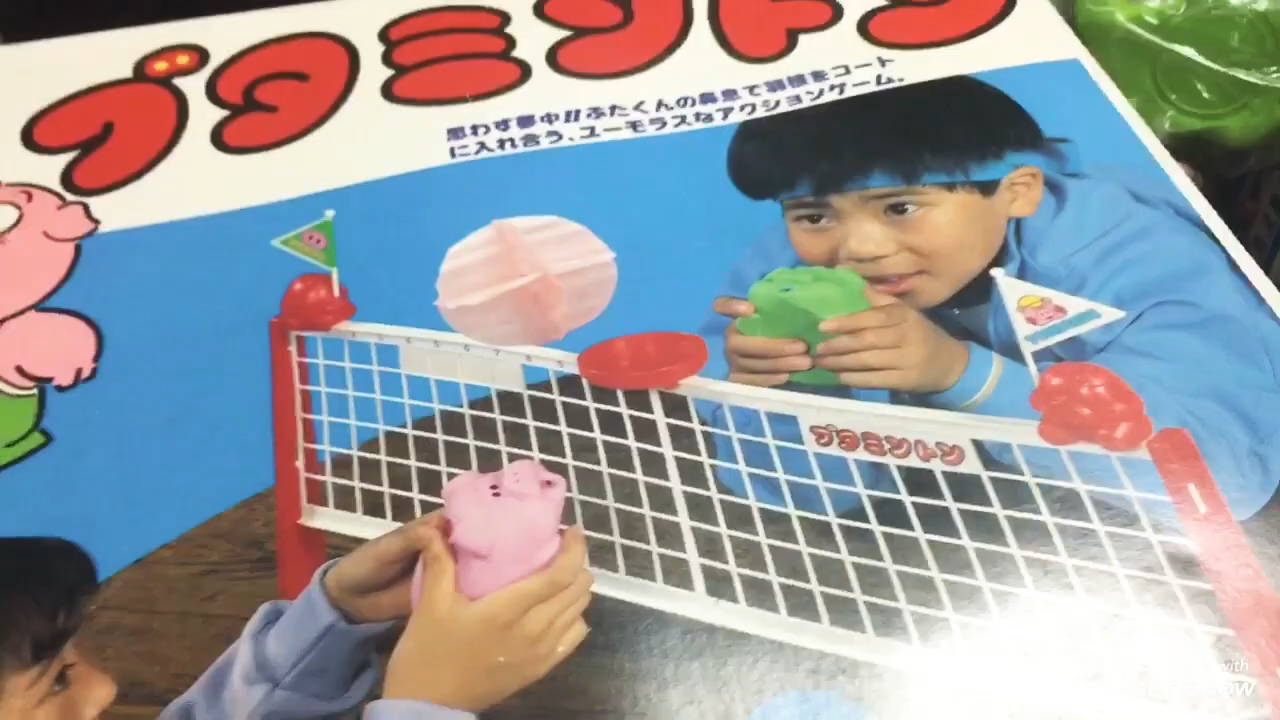 ブタミントン
思わず夢中!!ぶたくんの鼻息で羽根をコート
に入れ合う、ユーモラスなアクションゲーム。
ブタミントン
with